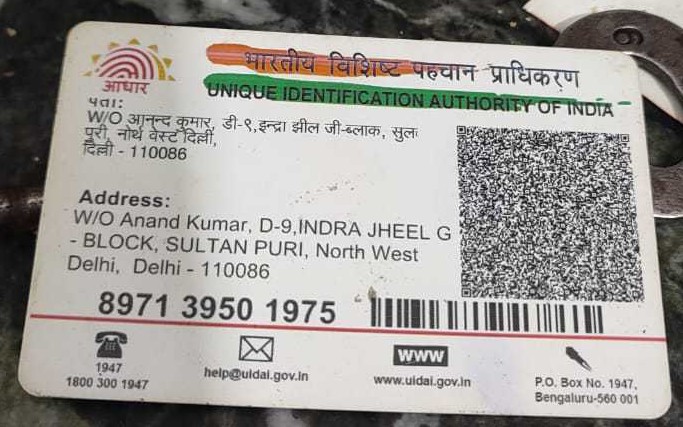 भारतीय विशिष्ट पहचान प्राधिकरण
आधार
UNIQUE IDENTIFICATION AUTHORITY OF INDIA
पता:
W/O आनन्द कुमार, डी-९,इन्द्रा झील जी-ब्लाक, सुल
पुरी, नोर्थ वेस्ट दिल्ली,
दिल्ली - 110086
Address:
W/O Anand Kumar, D-9,INDRA JHEEL G
- BLOCK, SULTAN PURI, North West
Delhi, Delhi - 110086
8971 3950 1975
1947
1800 300 1947
help@uidai.gov.in
WWW
www.uidai.gov.in
P.O. Box No. 1947,
Bengaluru-560 001